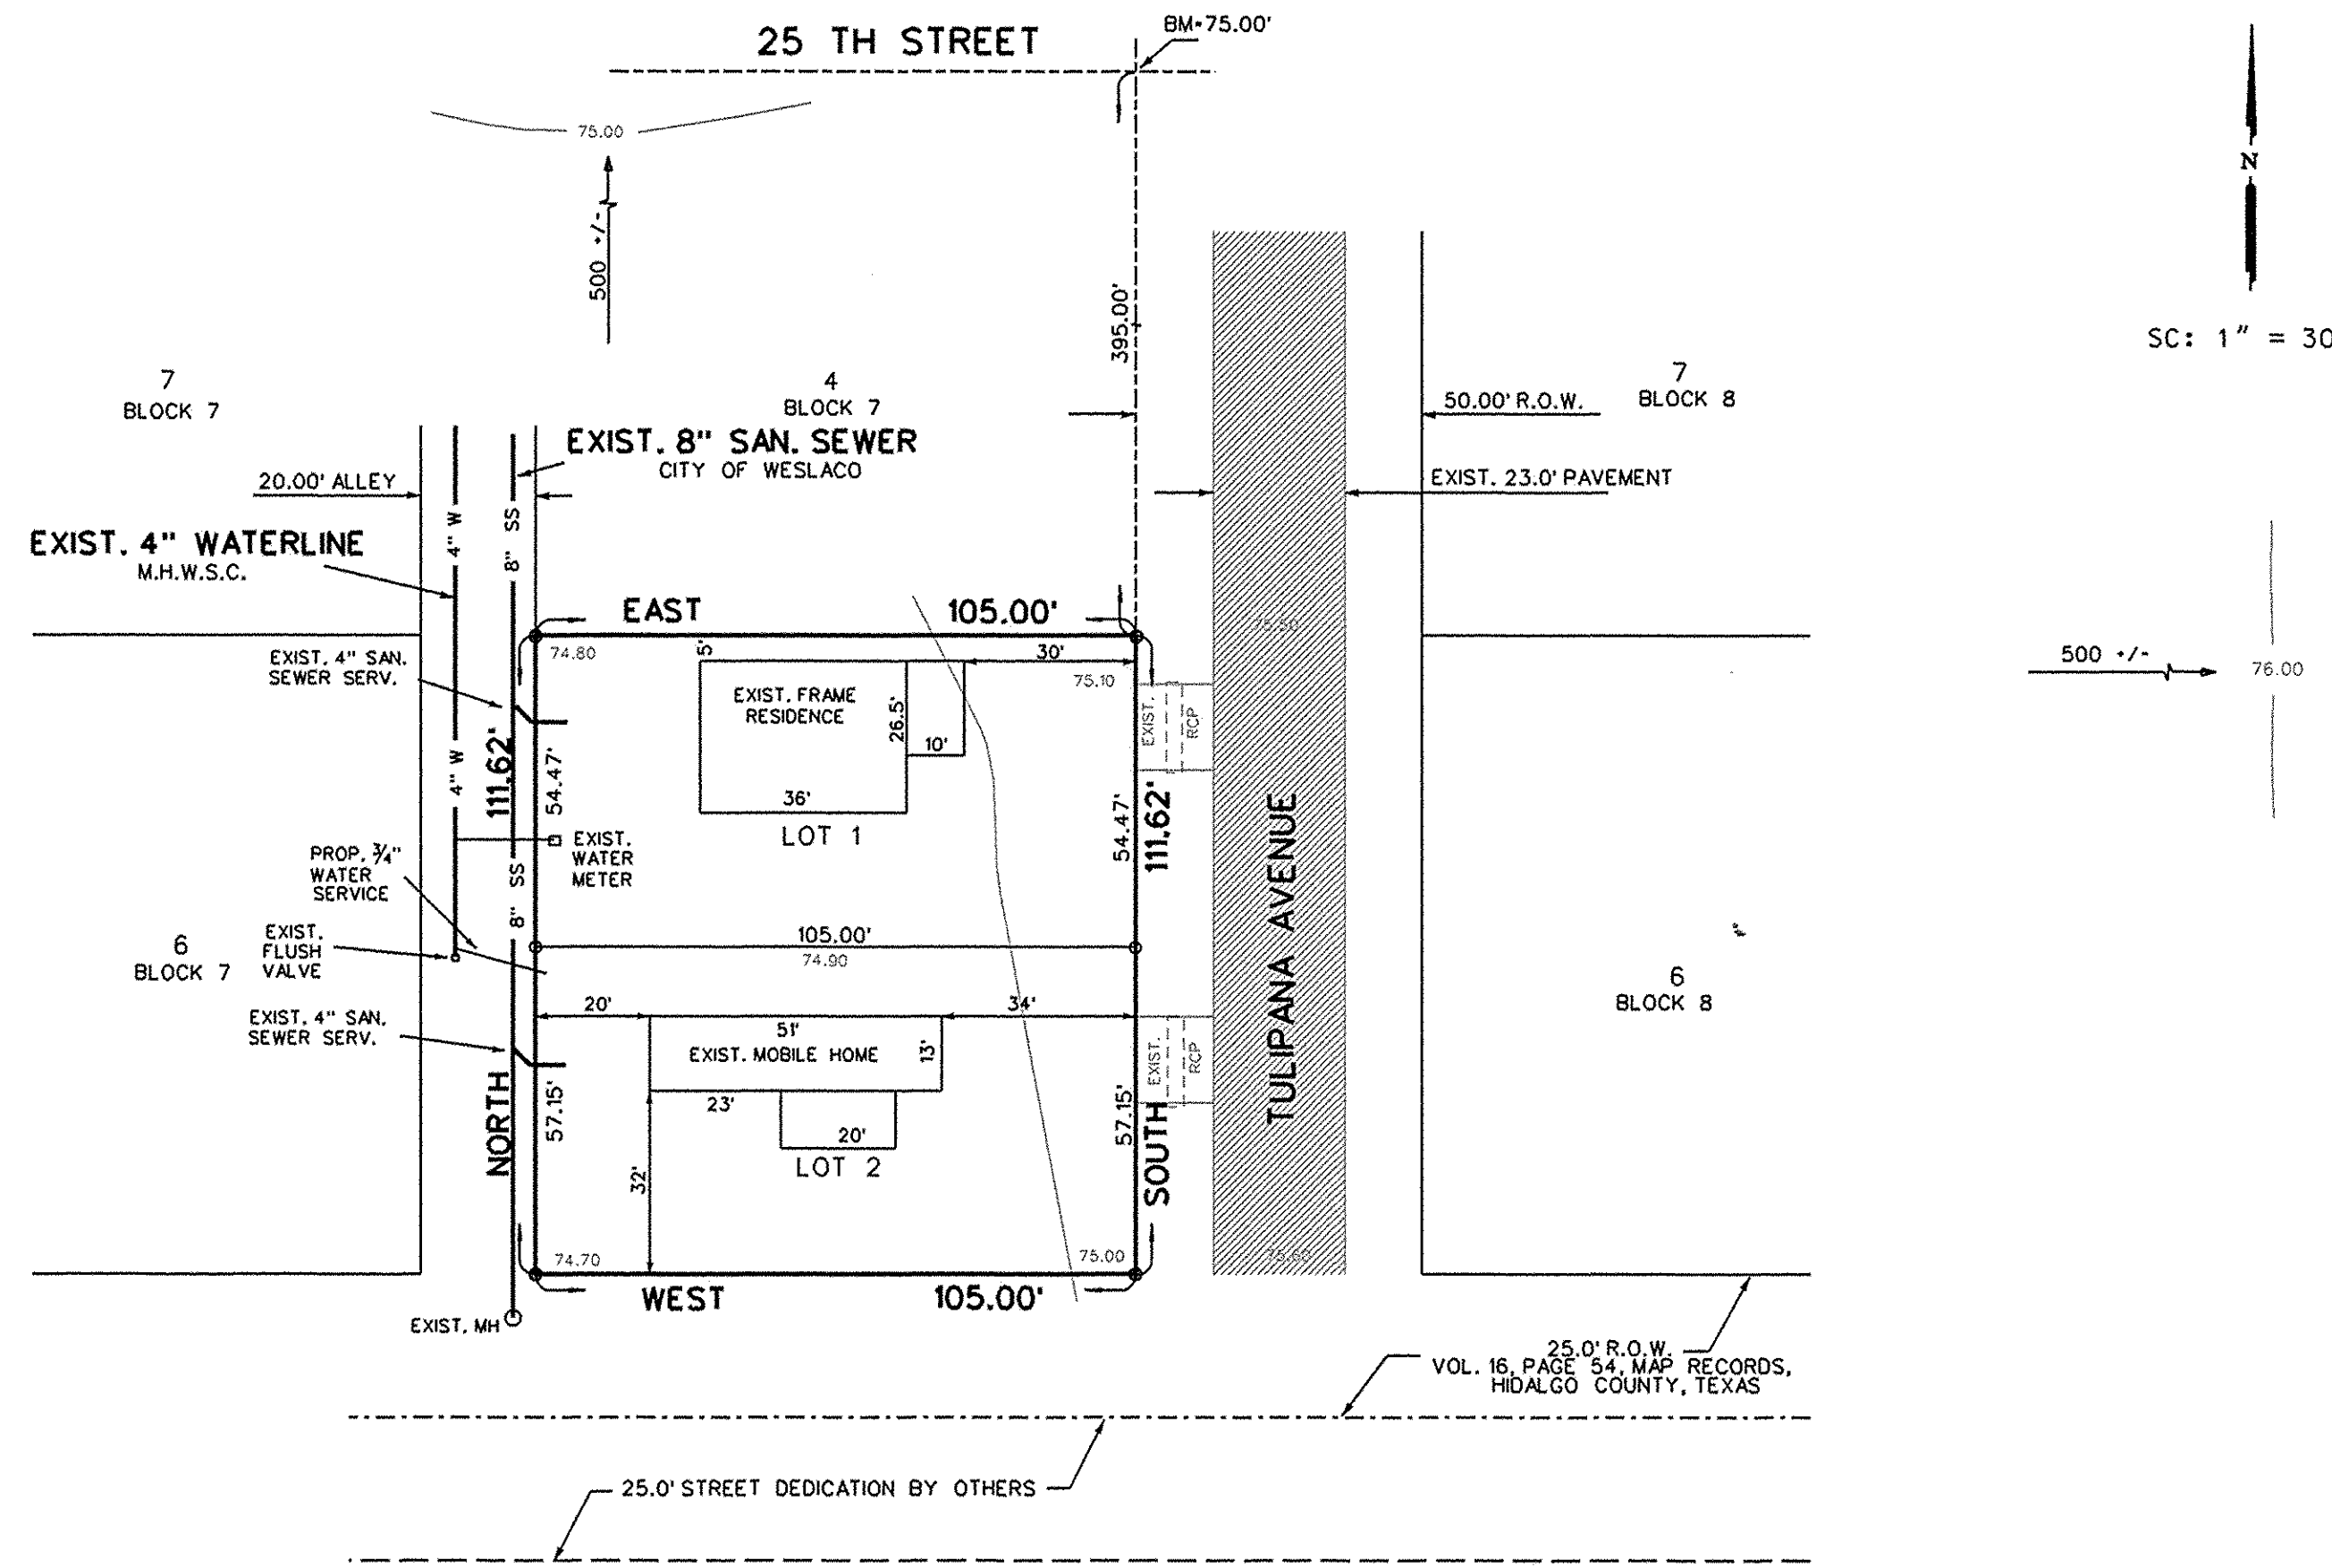 25 TH STREET
BM=75.00'
75.00
500 +/-
N
SC: 1" = 30
395.00'
7
BLOCK 7
4
BLOCK 7
7
BLOCK 8
50.00' R.O.W.
EXIST. 8" SAN. SEWER
CITY OF WESLACO
20.00' ALLEY
EXIST. 23.0' PAVEMENT
EXIST. 4" WATERLINE
M.H.W.S.C.
4" W
8" SS
EAST
105.00'
74.80
5'
30'
75.10
75.50
500 +/-
76.00
EXIST. 4" SAN.
SEWER SERV.
EXIST. FRAME
RESIDENCE
26.5'
10'
36'
LOT 1
EXIST.
RCP
4" W
111.62'
54.47'
54.47'
111.62'
TULIPANA AVENUE
EXIST.
WATER
METER
PROP. ¾"
WATER
SERVICE
8" SS
6
BLOCK 7
EXIST.
FLUSH
VALVE
105.00'
74.90
6
BLOCK 8
EXIST. 4" SAN.
SEWER SERV.
20'
34'
51'
EXIST. MOBILE HOME
13'
23'
20'
LOT 2
32'
EXIST.
RCP
NORTH
57.15'
57.15'
SOUTH
74.70
75.00
75.60
WEST
105.00'
EXIST. MH
25.0' R.O.W.
VOL. 16, PAGE 54, MAP RECORDS,
HIDALGO COUNTY, TEXAS
25.0' STREET DEDICATION BY OTHERS